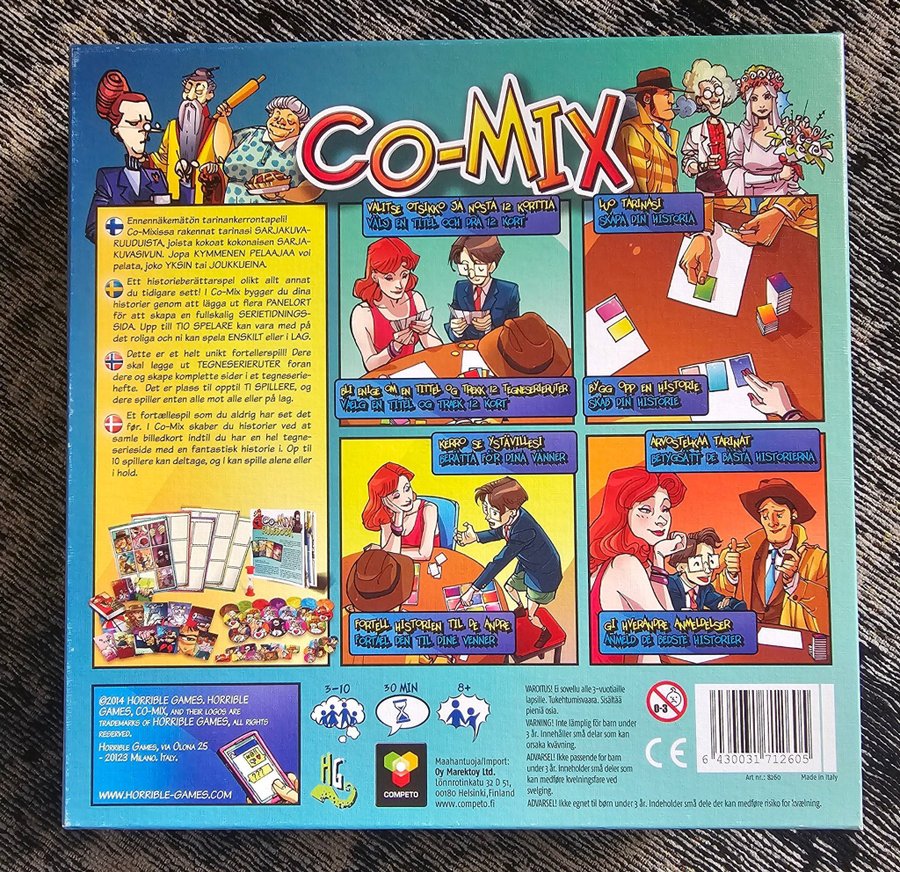 CO-MIX
Ennennäkemätön tarinankerrontapeli!
Co-Mixissa rakennat tarinasi SARJAKUVA-
RUUDUISTA, joista kokoat kokonaisen SARJA-
KUVASIVUN. Jopa KYMMENEN PELAAJAA voi
pelata, joko YKSIN tai JOUKKUEINA.
Ett historieberättarspel olikt allt annat
du tidigare sett! I Co-Mix bygger du dina
historier genom att lägga ut flera PANELORT
för att skapa en fullskalig SERIETIDNINGS-
SIDA. Upp till TIO SPELARE kan vara med på
det roliga och ni kan spela ENSKILT eller I LAG.
Dette er et helt unikt fortellerspill! Dere
skal legge ut TEGNESERIERUTER foran
dere og skape komplette sider i et tegneserie-
hefte. Det er plass til opptil TI SPILLERE, og
dere spiller enten alle mot alle eller på lag.
Et fortællespil som du aldrig har set det
før. I Co-Mix skaber du historier ved at
samle billedkort indtil du har en hel tegne-
serieside med en fantastisk historie i. Op til
10 spillere kan deltage, og I kan spille alene eller
i hold.
VALITSE OTSIKKO JA NOSTA 12 KORTTIA
VÄLJ EN TITEL OCH DRA 12 KORT
BLI ENIGE OM EN TITTEL OG TREKK 12 TEGNESERIERUTER
VÆLG EN TITEL OG TRÆK 12 KORT
LUO TARINASI
SKAPA DIN HISTORIA
BYGG OPP EN HISTORIE
SKAB DIN HISTORIE
KERRO SE YSTÄVILLESI
BERÄTTA FÖR DINA VÄNNER
FORTELL HISTORIEN TIL DE ANDRE
FORTÆL DEN TIL DINE VENNER
ARVOSTELKAA TARINAT
BETYGSÄTT DE BÄSTA HISTORIERNA
GI HVERANDRE ANMELDELSER
ANMELD DE BEDSTE HISTORIER
©2014 HORRIBLE GAMES. HORRIBLE
GAMES, CO-MIX, AND THEIR LOGOS ARE
TRADEMARKS OF HORRIBLE GAMES, ALL RIGHTS
RESERVED.
HORRIBLE GAMES, VIA OLONA 25
- 20123 MILANO, ITALY.
WWW.HORRIBLE-GAMES.COM
3-10
30 MIN
8+
HG
COMPETO
Maahantuoja/Import:
Oy Marektoy Ltd.
Lönnrotinkatu 32 D 51,
00180 Helsinki, Finland
www.competo.fi
VAROITUS! Ei sovellu alle 3-vuotiaille
lapsille. Tukehtumisvaara. Sisältää
pieniä osia.
VARNING! Inte lämplig för barn under
3 år. Innehåller små delar som kan
orsaka kvävning.
ADVARSEL! Ikke passende for barn
under 3 år. Inneholder små deler som
kan medføre kvelningsfare ved
svelging.
ADVARSEL! Ikke egnet til børn under 3 år. Indeholder små dele der kan medføre risiko for kvælning.
0-3
CE
6 430031 712605
Art nr.: 8260
Made in Italy